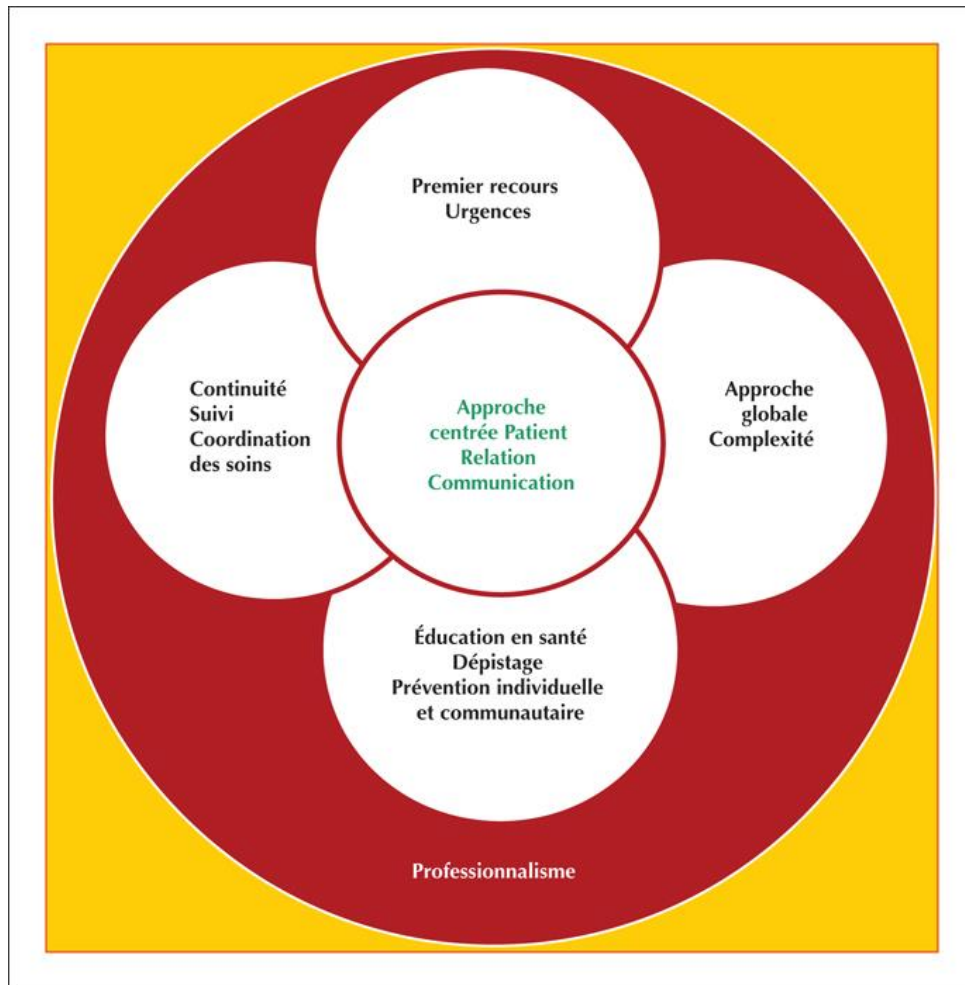 Premier recours
Urgences
Continuité
Suivi
Coordination
des soins
Approche
centrée Patient
Relation
Communication
Approche
globale
Complexité
Éducation en santé
Dépistage
Prévention individuelle
et communautaire
Professionnalisme